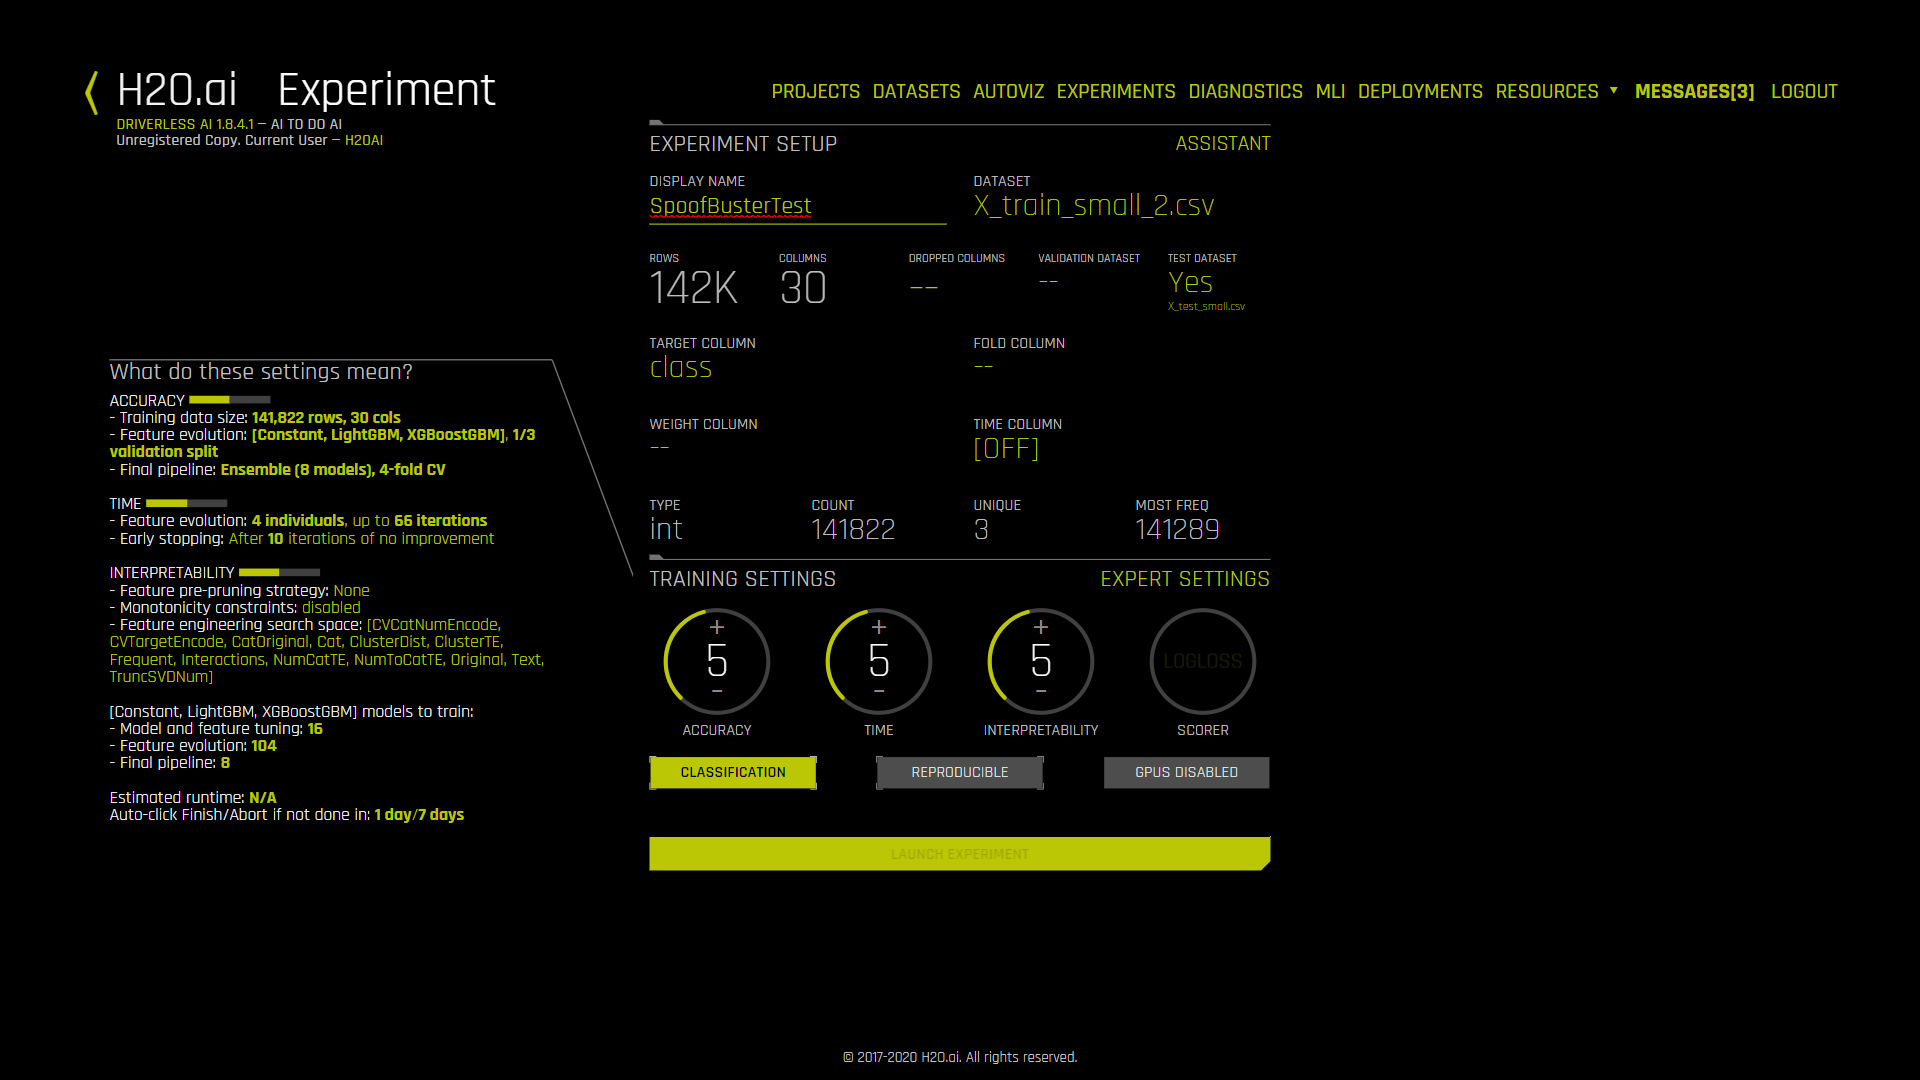 H2O.ai Experiment
DRIVERLESS AI 1.8.4.1 — AI TO DO AI
Unregistered Copy. Current User — H2OAI
PROJECTS DATASETS AUTOVIZ EXPERIMENTS DIAGNOSTICS MLI DEPLOYMENTS RESOURCES MESSAGES[3] LOGOUT
EXPERIMENT SETUP ASSISTANT
DISPLAY NAME DATASET
SpoofBusterTest X_train_small_2.csv
ROWS COLUMNS DROPPED COLUMNS VALIDATION DATASET TEST DATASET
142K 30 -- -- Yes
X_test_small.csv
TARGET COLUMN FOLD COLUMN
class --
WEIGHT COLUMN TIME COLUMN
-- [OFF]
TYPE COUNT UNIQUE MOST FREQ
int 141822 3 141289
What do these settings mean?
ACCURACY
- Training data size: 141,822 rows, 30 cols
- Feature evolution: [Constant, LightGBM, XGBoostGBM], 1/3
validation split
- Final pipeline: Ensemble (8 models), 4-fold CV
TIME
- Feature evolution: 4 individuals, up to 66 iterations
- Early stopping: After 10 iterations of no improvement
INTERPRETABILITY
- Feature pre-pruning strategy: None
- Monotonicity constraints: disabled
- Feature engineering search space: [CVCatNumEncode,
CVTargetEncode, CatOriginal, Cat, ClusterDist, ClusterTE,
Frequent, Interactions, NumCatTE, NumToCatTE, Original, Text,
TruncSVDNum]
[Constant, LightGBM, XGBoostGBM] models to train:
- Model and feature tuning: 16
- Feature evolution: 104
- Final pipeline: 8
Estimated runtime: N/A
Auto-click Finish/Abort if not done in: 1 day/7 days
TRAINING SETTINGS EXPERT SETTINGS
+ + +
5 5 5 LOGLOSS
- - -
ACCURACY TIME INTERPRETABILITY SCORER
CLASSIFICATION REPRODUCIBLE GPUS DISABLED
LAUNCH EXPERIMENT
© 2017-2020 H2O.ai. All rights reserved.